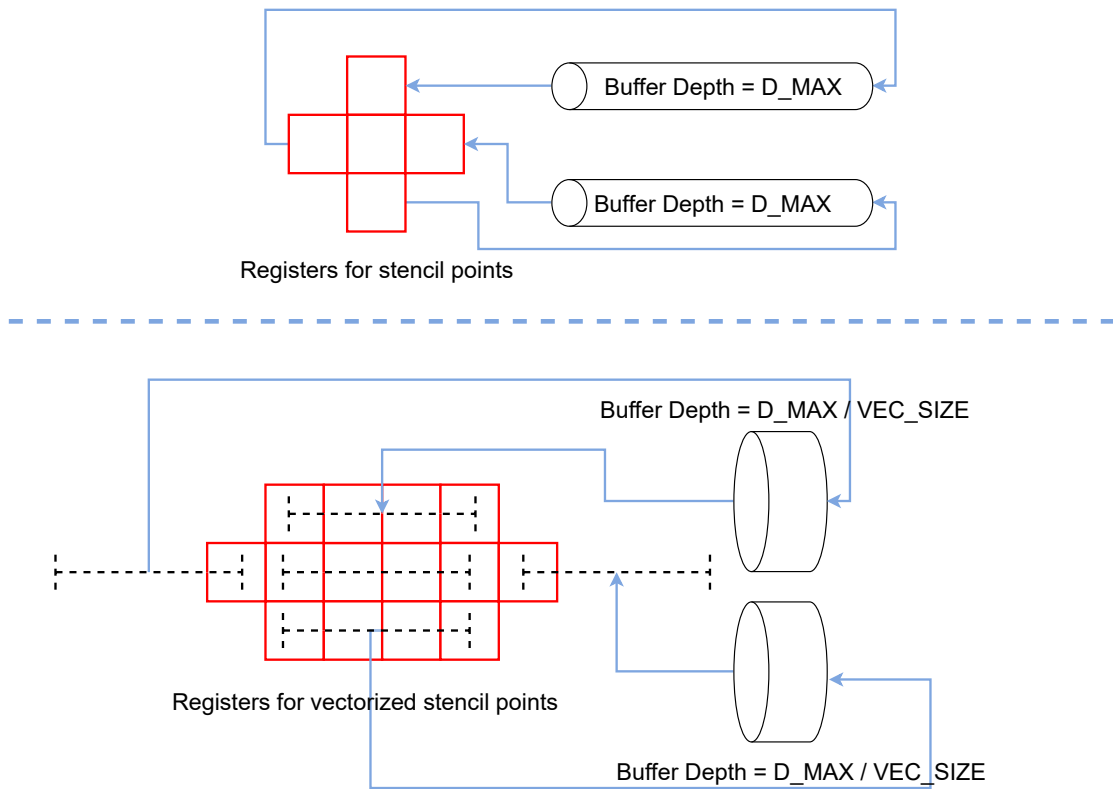 Buffer Depth = D_MAX
Buffer Depth = D_MAX
Registers for stencil points
Buffer Depth = D_MAX / VEC_SIZE
Registers for vectorized stencil points
Buffer Depth = D_MAX / VEC_SIZE